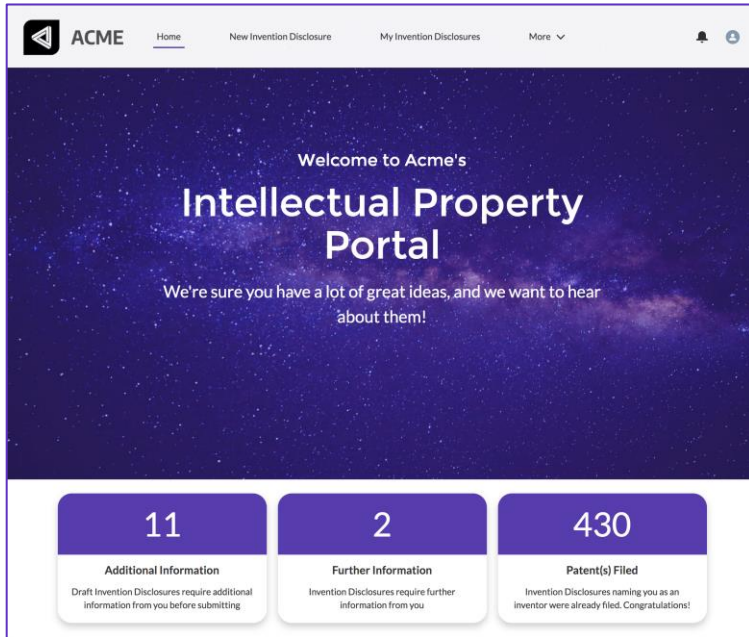 ACME
Home
New Invention Disclosure
My Invention Disclosures
More
Welcome to Acme's
Intellectual Property
Portal
We're sure you have a lot of great ideas, and we want to hear
about them!
11
Additional Information
Draft Invention Disclosures require additional
information from you before submitting
2
Further Information
Invention Disclosures require further
information from you
430
Patent(s) Filed
Invention Disclosures naming you as an
inventor were already filed. Congratulations!